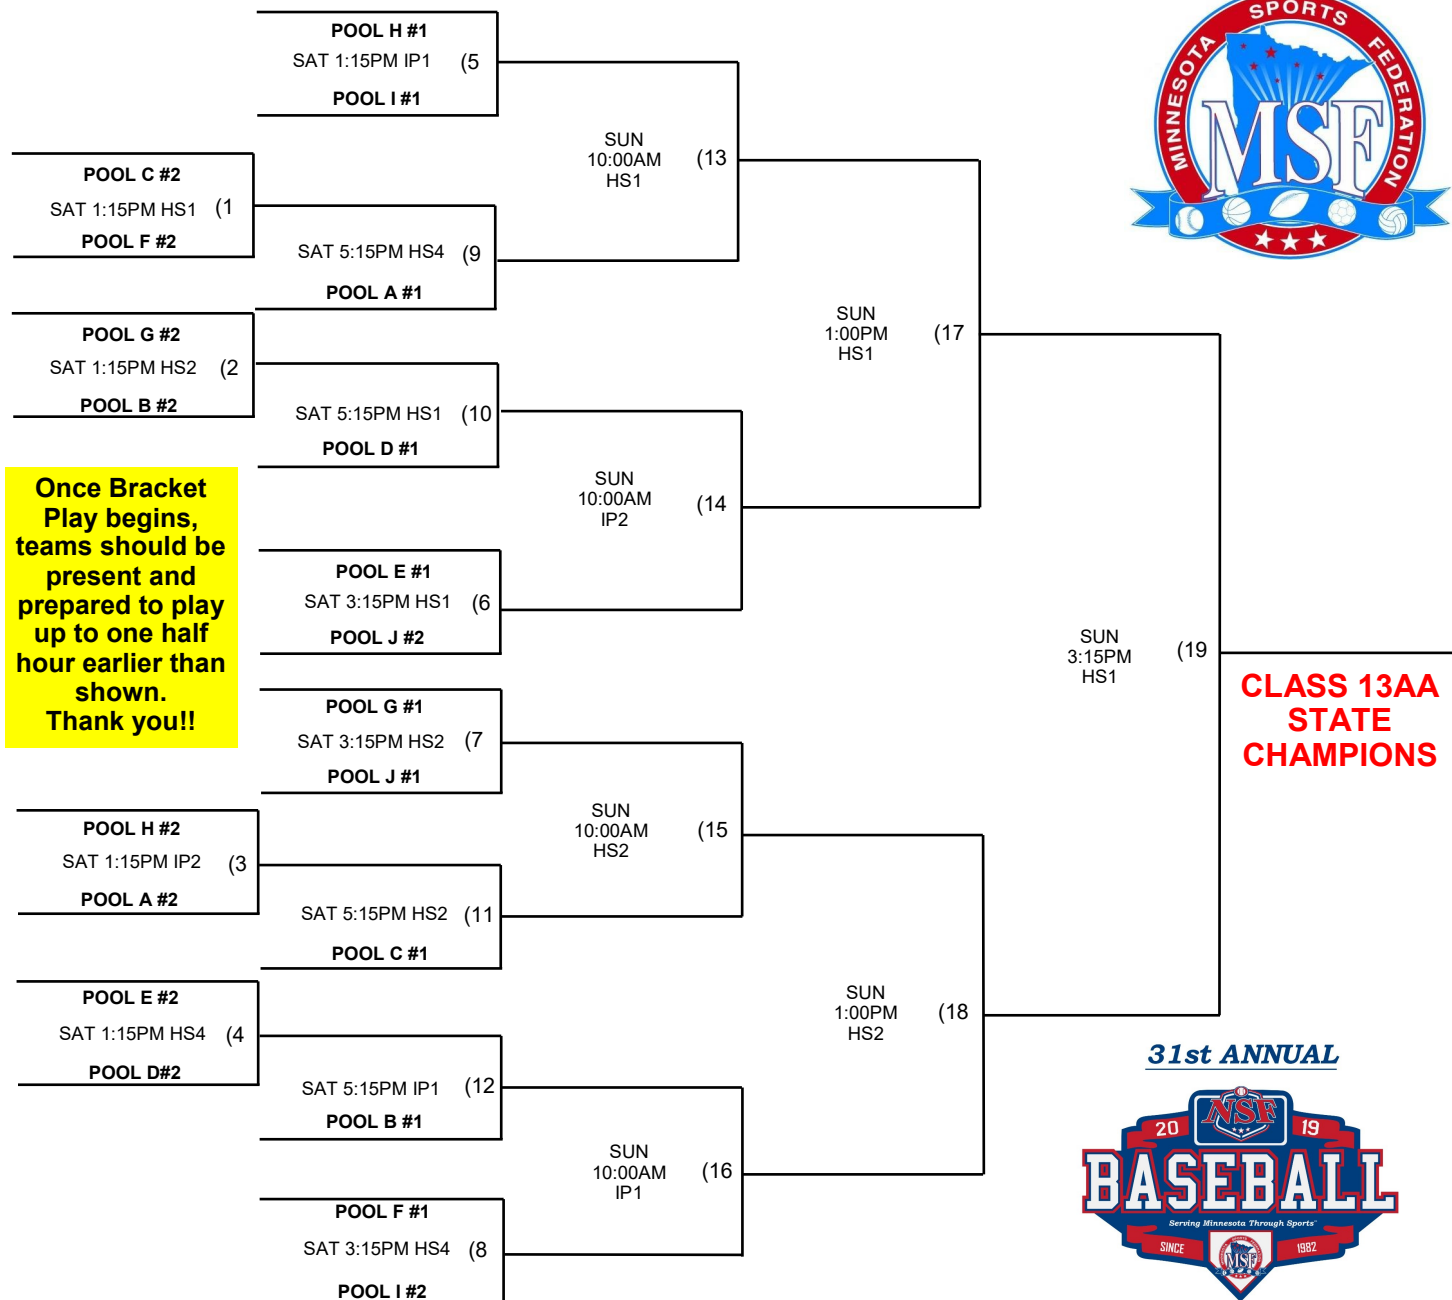 POOL H #1
SAT 1:15PM IP1 (5
POOL I #1
SUN
10:00AM (13
HS1
POOL C #2
SAT 1:15PM HS1 (1
POOL F #2
SAT 5:15PM HS4 (9
POOL A #1
SUN
1:00PM (17
HS1
POOL G #2
SAT 1:15PM HS2 (2
POOL B #2
SAT 5:15PM HS1 (10
POOL D #1
SUN
10:00AM (14
IP2
POOL E #1
SAT 3:15PM HS1 (6
POOL J #2
Once Bracket
Play begins,
teams should be
present and
prepared to play
up to one half
hour earlier than
shown.
Thank you!!
SUN
3:15PM (19
HS1
CLASS 13AA
STATE
CHAMPIONS
POOL G #1
SAT 3:15PM HS2 (7
POOL J #1
SUN
10:00AM (15
HS2
POOL H #2
SAT 1:15PM IP2 (3
POOL A #2
SAT 5:15PM HS2 (11
POOL C #1
SUN
1:00PM (18
HS2
POOL E #2
SAT 1:15PM HS4 (4
POOL D#2
SAT 5:15PM IP1 (12
POOL B #1
SUN
10:00AM (16
IP1
POOL F #1
SAT 3:15PM HS4 (8
POOL I #2
MINNESOTA SPORTS FEDERATION
MSF
31st ANNUAL
NSF
20 19
BASEBALL
Serving Minnesota Through Sports
SINCE 1982
MSF